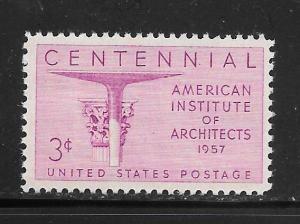 CENTENNIAL
AMERICAN
INSTITUTE
OF
ARCHITECTS
1957
3¢
UNITED STATES POSTAGE